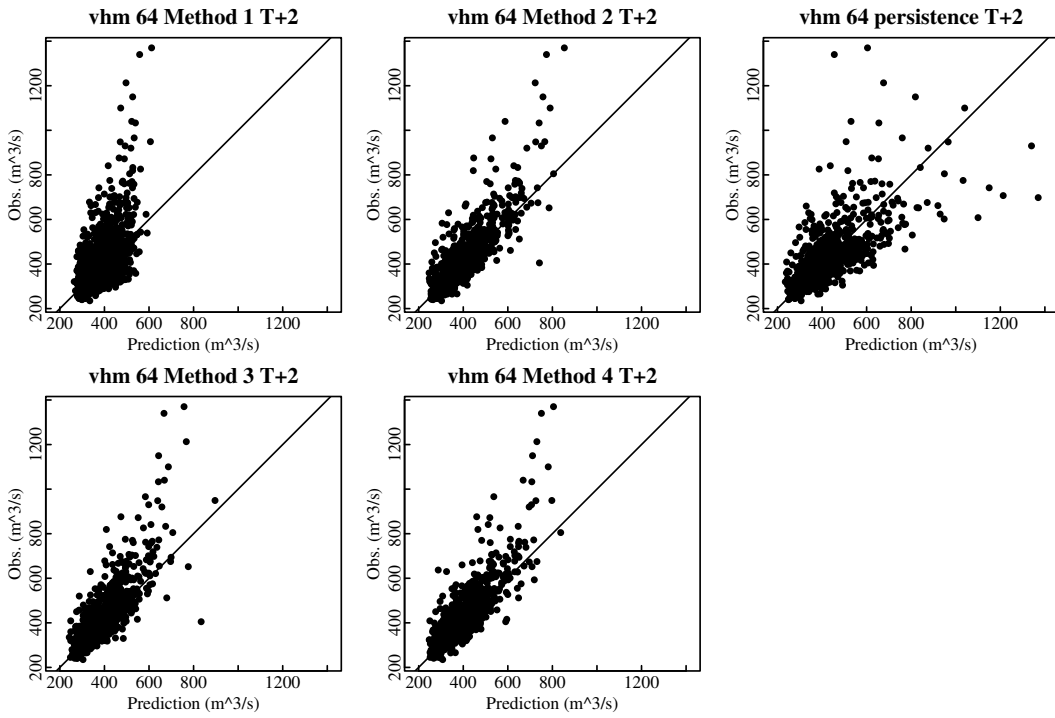 vhm 64 Method 1 T+2
Obs. (m^3/s)
200 400 600 800 1200
200 400 600 800 1200
Prediction (m^3/s)
vhm 64 Method 2 T+2
Obs. (m^3/s)
200 400 600 800 1200
200 400 600 800 1200
Prediction (m^3/s)
vhm 64 persistence T+2
Obs. (m^3/s)
200 400 600 800 1200
200 400 600 800 1200
Prediction (m^3/s)
vhm 64 Method 3 T+2
Obs. (m^3/s)
200 400 600 800 1200
200 400 600 800 1200
Prediction (m^3/s)
vhm 64 Method 4 T+2
Obs. (m^3/s)
200 400 600 800 1200
200 400 600 800 1200
Prediction (m^3/s)